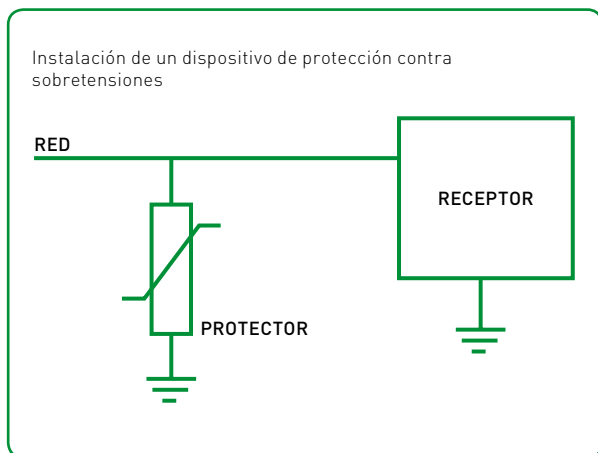 Instalación de un dispositivo de protección contra
sobretensiones
RED
RECEPTOR
PROTECTOR